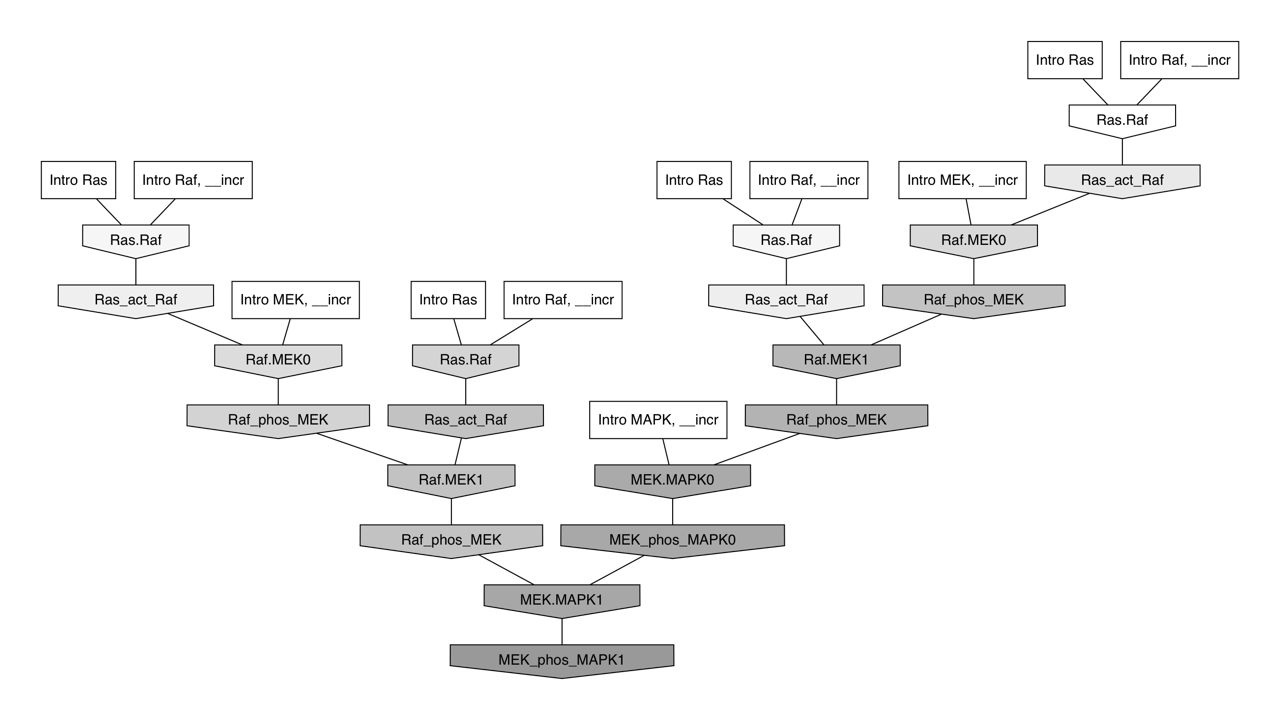 Intro Ras
Intro Raf, __incr
Ras.Raf
Intro Ras
Intro Raf, __incr
Intro Ras
Intro Raf, __incr
Intro MEK, __incr
Ras_act_Raf
Ras.Raf
Ras.Raf
Raf.MEK0
Ras_act_Raf
Intro MEK, __incr
Intro Ras
Intro Raf, __incr
Ras_act_Raf
Raf_phos_MEK
Raf.MEK0
Ras.Raf
Raf.MEK1
Raf_phos_MEK
Ras_act_Raf
Intro MAPK, __incr
Raf_phos_MEK
Raf.MEK1
MEK.MAPK0
Raf_phos_MEK
MEK_phos_MAPK0
MEK.MAPK1
MEK_phos_MAPK1